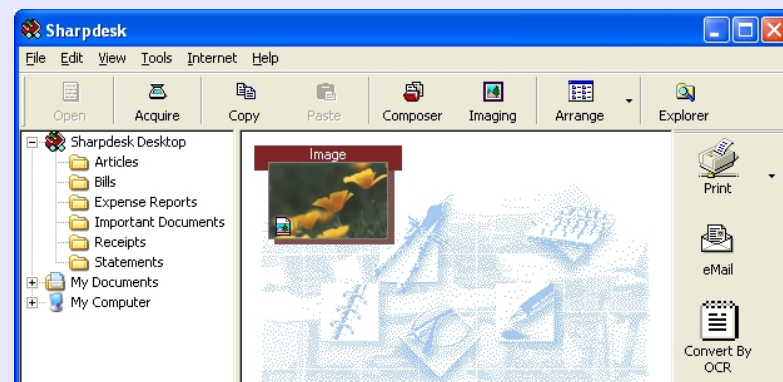 Sharpdesk
File Edit View Tools Internet Help
Open Acquire Copy Paste Composer Imaging Arrange Explorer
Sharpdesk Desktop
Articles
Bills
Expense Reports
Important Documents
Receipts
Statements
My Documents
My Computer
Image
Print
eMail
Convert By
OCR